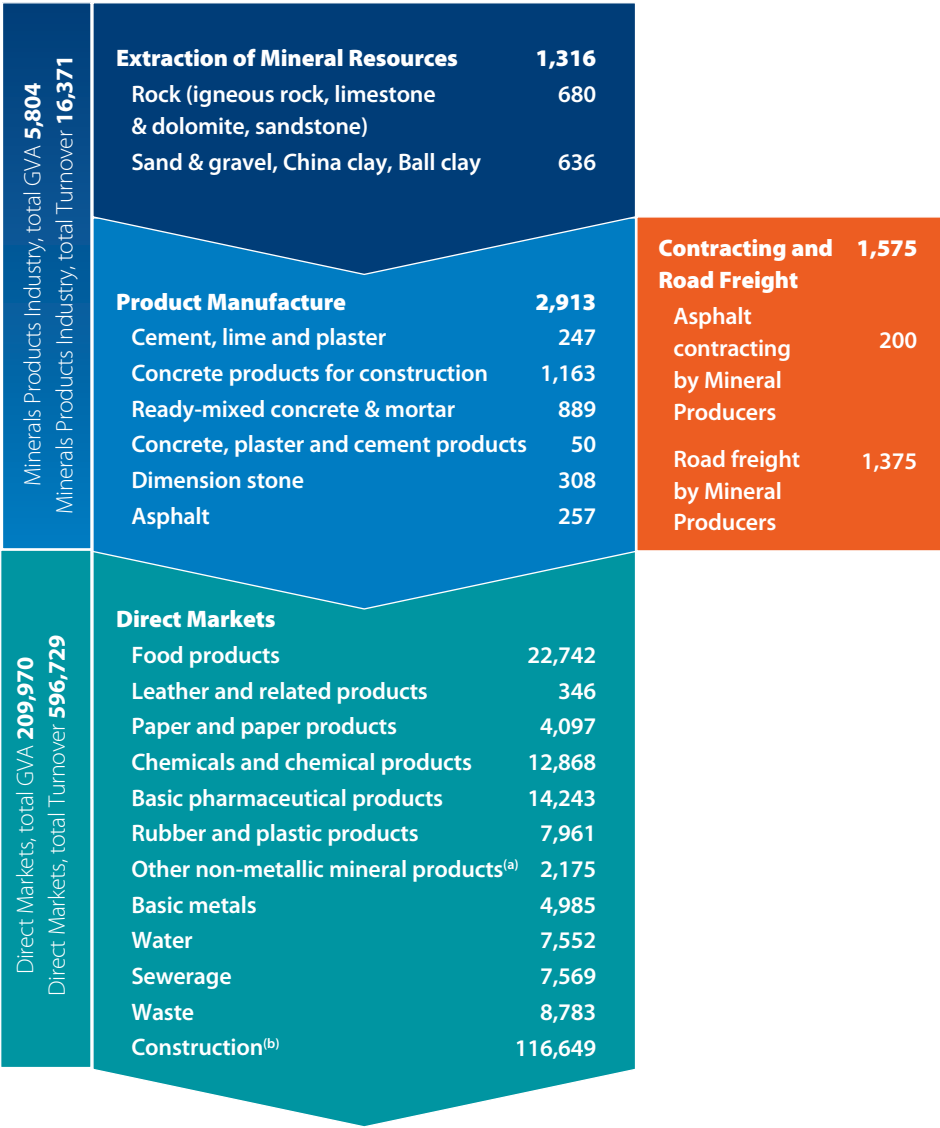 Minerals Products Industry, total GVA 5,804
Minerals Products Industry, total Turnover 16,371
Extraction of Mineral Resources 1,316
Rock (igneous rock, limestone 680
& dolomite, sandstone)
Sand & gravel, China clay, Ball clay 636
Product Manufacture 2,913
Cement, lime and plaster 247
Concrete products for construction 1,163
Ready-mixed concrete & mortar 889
Concrete, plaster and cement products 50
Dimension stone 308
Asphalt 257
Contracting and 1,575
Road Freight
Asphalt
contracting 200
by Mineral
Producers
Road freight 1,375
by Mineral
Producers
Direct Markets, total GVA 209,970
Direct Markets, total Turnover 596,729
Direct Markets
Food products 22,742
Leather and related products 346
Paper and paper products 4,097
Chemicals and chemical products 12,868
Basic pharmaceutical products 14,243
Rubber and plastic products 7,961
Other non-metallic mineral products(a) 2,175
Basic metals 4,985
Water 7,552
Sewerage 7,569
Waste 8,783
Construction(b) 116,649